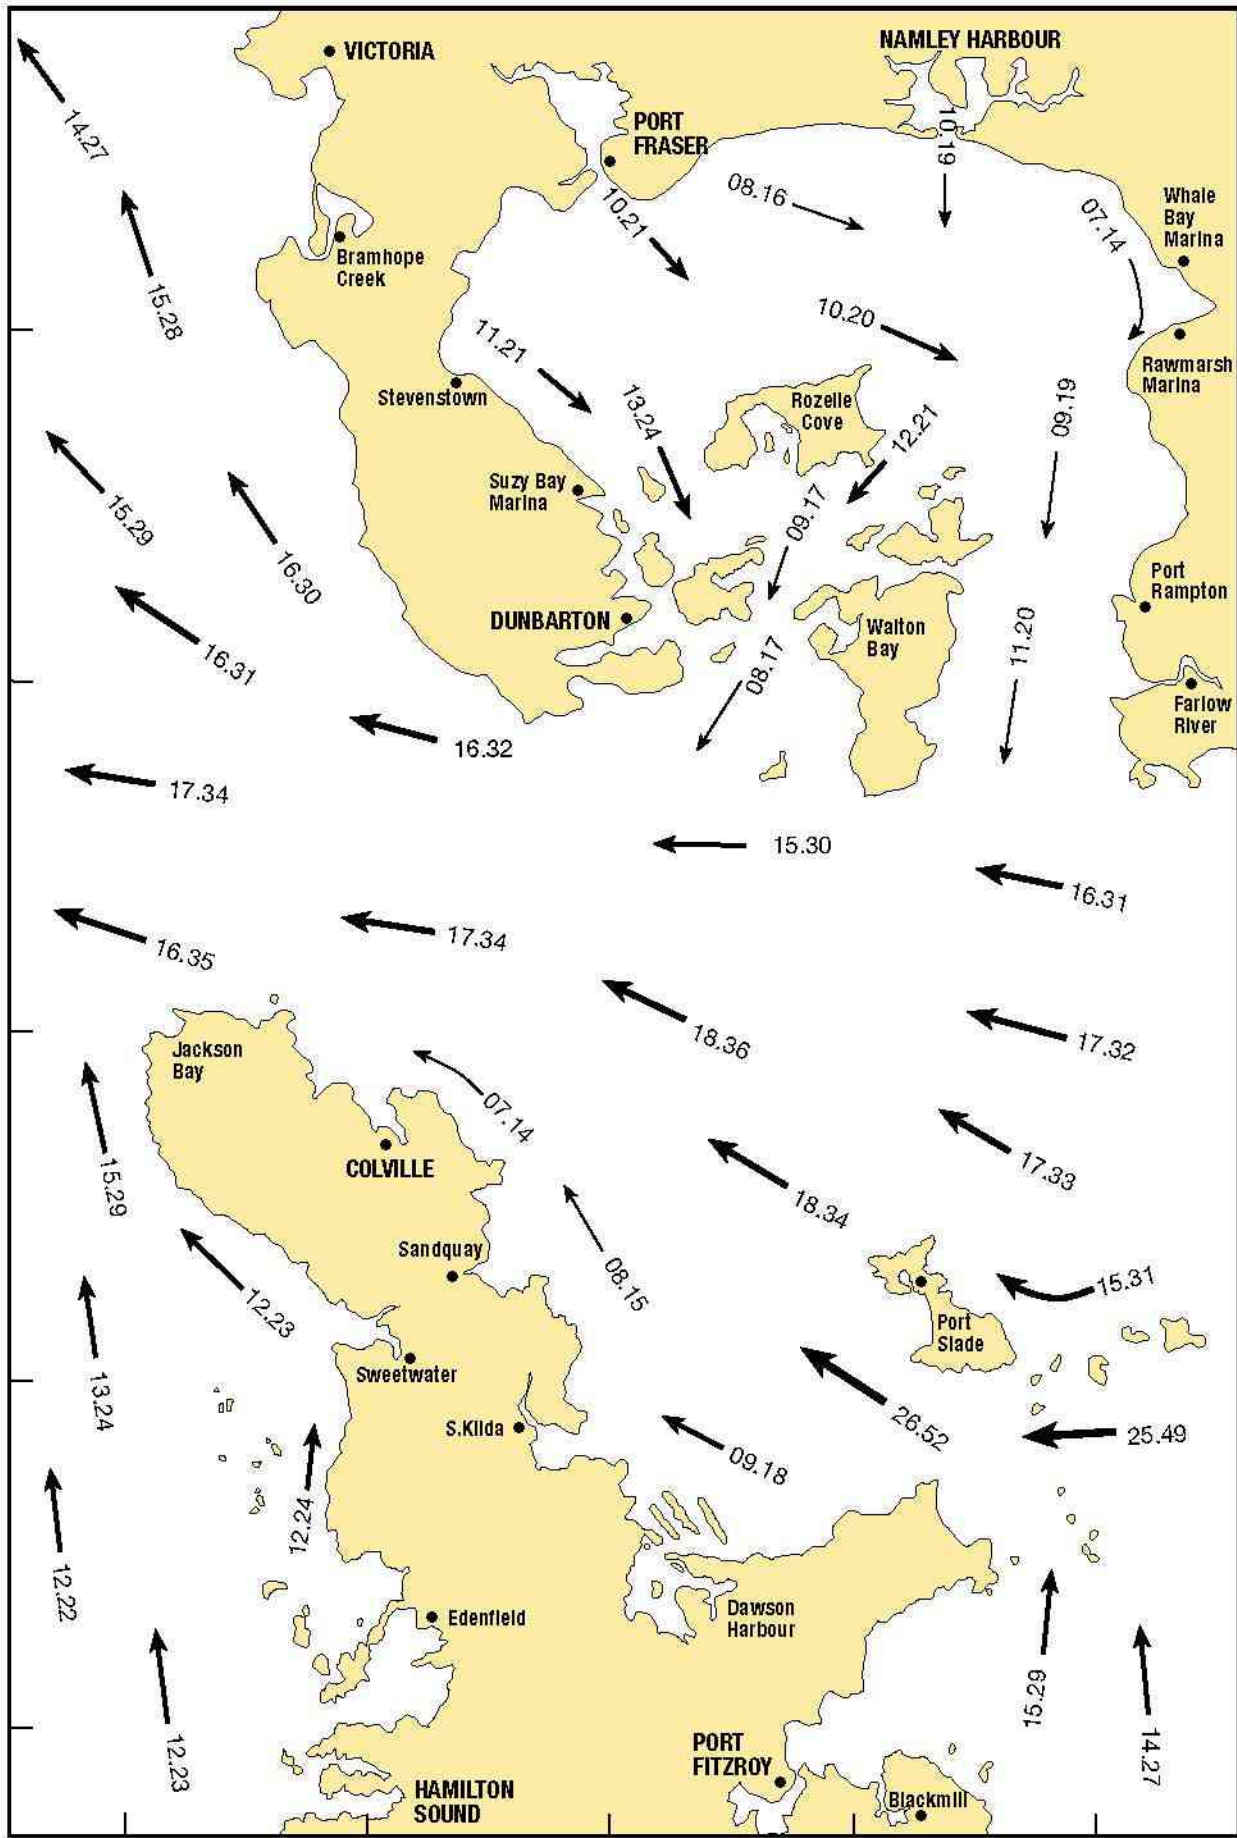 NAMLEY HARBOUR
VICTORIA
14.27
10.19
PORT
FRASER
08.16
10.21
Whale
Bay
Marina
07.14
Bramhope
Creek
15.28
10.20
11.21
Rawmarsh
Marina
Stevenstown
Rozelle
Cove
13.24
12.21
09.19
Suzy Bay
Marina
09.17
15.29
16.30
Port
Rampton
DUNBARTON
Walton
Bay
11.20
16.31
08.17
Farlow
River
16.32
17.34
15.30
16.31
16.35
17.34
18.36
17.32
Jackson
Bay
07.14
17.33
COLVILLE
15.29
18.34
Sandquay
08.15
15.31
12.23
Port
Slade
Sweetwater
13.24
26.52
S.Kilda
25.49
09.18
12.24
12.22
Edenfield
Dawson
Harbour
15.29
14.27
12.23
PORT
FITZROY
HAMILTON
SOUND
Blackmill